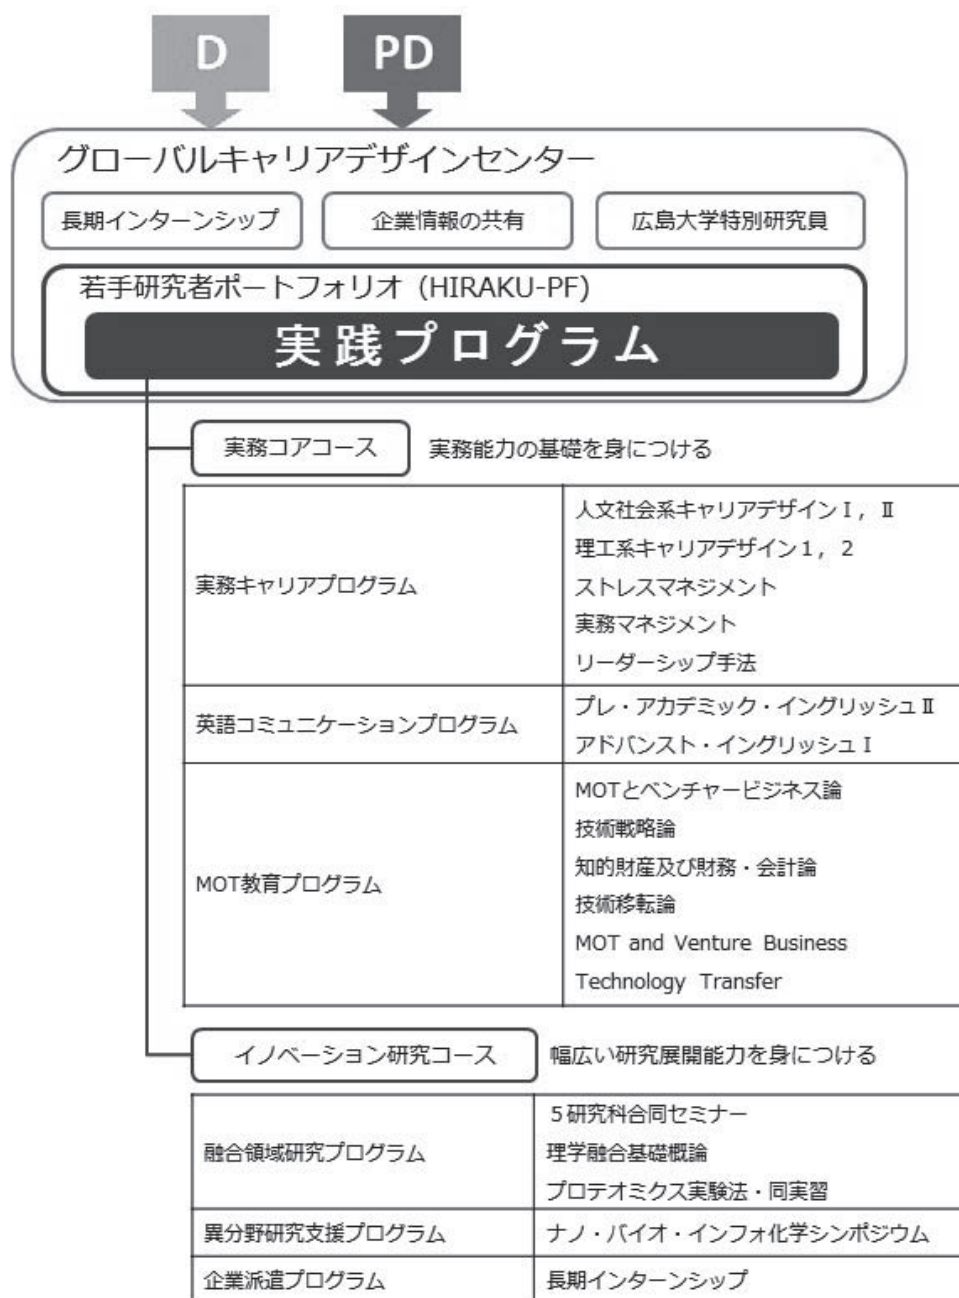 D
PD
グローバルキャリアデザインセンター
長期インターンシップ
企業情報の共有
広島大学特別研究員
若手研究者ポートフォリオ (HIRAKU-PF)
実践プログラム
実務コアコース
実務能力の基礎を身につける
実務キャリアプログラム
人文社会系キャリアデザインⅠ，Ⅱ
理工系キャリアデザイン１，２
ストレスマネジメント
実務マネジメント
リーダーシップ手法
英語コミュニケーションプログラム
プレ・アカデミック・イングリッシュⅡ
アドバンスト・イングリッシュⅠ
MOT教育プログラム
MOTとベンチャービジネス論
技術戦略論
知的財産及び財務・会計論
技術移転論
MOT and Venture Business
Technology Transfer
イノベーション研究コース
幅広い研究展開能力を身につける
融合領域研究プログラム
５研究科合同セミナー
理学融合基礎概論
プロテオミクス実験法・同実習
異分野研究支援プログラム
ナノ・バイオ・インフォ化学シンポジウム
企業派遣プログラム
長期インターンシップ